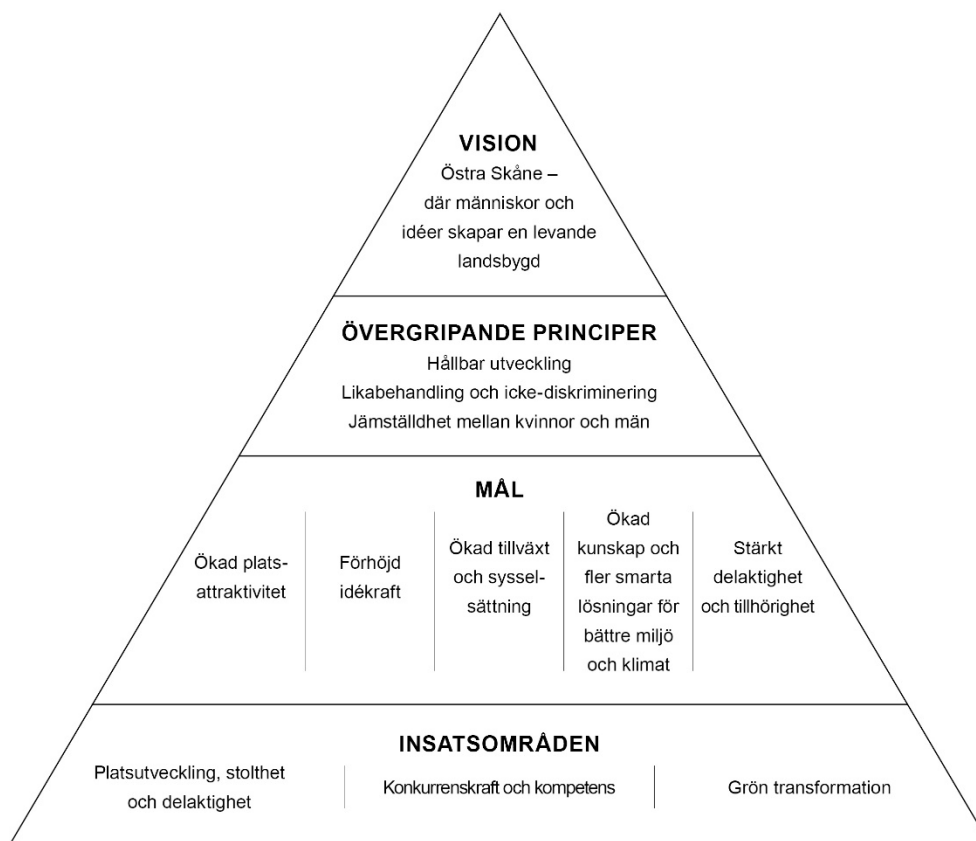 VISION
Östra Skåne –
där människor och
idéer skapar en levande
landsbygd
ÖVERGRIPANDE PRINCIPER
Hållbar utveckling
Likabehandling och icke-diskriminering
Jämställdhet mellan kvinnor och män
MÅL
Ökad plats-
attraktivitet
Förhöjd
idékraft
Ökad tillväxt
och syssel-
sättning
Ökad
kunskap och
fler smarta
lösningar för
bättre miljö
och klimat
Stärkt
delaktighet
och tillhörighet
INSATSOMRÅDEN
Platsutveckling, stolthet
och delaktighet
Konkurrenskraft och kompetens
Grön transformation